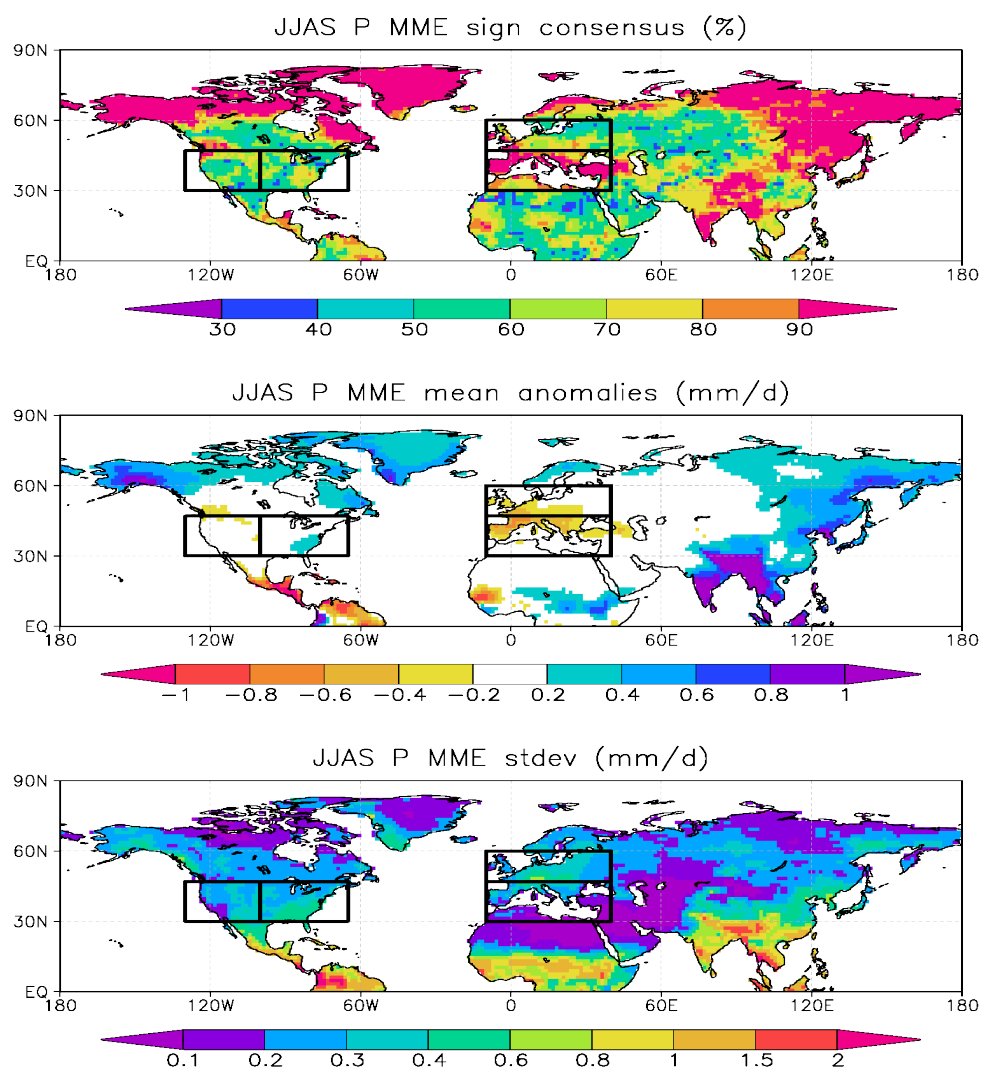 JJAS P MME sign consensus (%)
90N
60N
30N
EQ
180 120W 60W 0 60E 120E 180
30 40 50 60 70 80 90
JJAS P MME mean anomalies (mm/d)
90N
60N
30N
EQ
180 120W 60W 0 60E 120E 180
−1 −0.8 −0.6 −0.4 −0.2 0.2 0.4 0.6 0.8 1
JJAS P MME stdev (mm/d)
90N
60N
30N
EQ
180 120W 60W 0 60E 120E 180
0.1 0.2 0.3 0.4 0.6 0.8 1 1.5 2